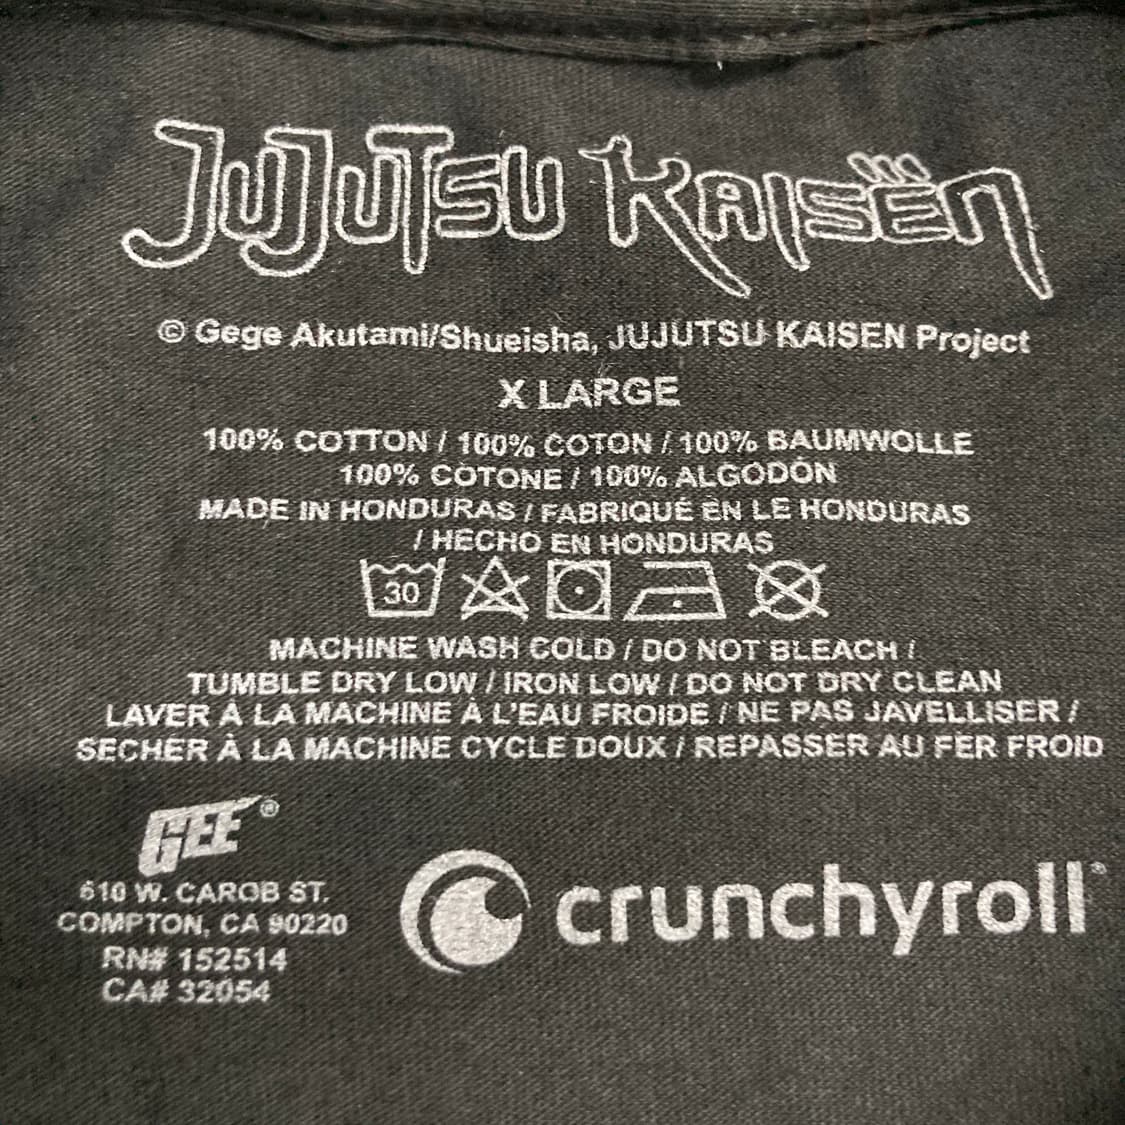 JUJUTSU KAISEN
© Gege Akutami/Shueisha, JUJUTSU KAISEN Project
X LARGE
100% COTTON / 100% COTON / 100% BAUMWOLLE
100% COTONE / 100% ALGODÓN
MADE IN HONDURAS / FABRIQUÉ EN LE HONDURAS
/ HECHO EN HONDURAS
30
MACHINE WASH COLD / DO NOT BLEACH /
TUMBLE DRY LOW / IRON LOW / DO NOT DRY CLEAN
LAVER À LA MACHINE À L'EAU FROIDE / NE PAS JAVELLISER /
SECHER À LA MACHINE CYCLE DOUX / REPASSER AU FER FROID
GEE®
610 W. CAROB ST.
COMPTON, CA 90220
RN# 152514
CA# 32054
crunchyroll®